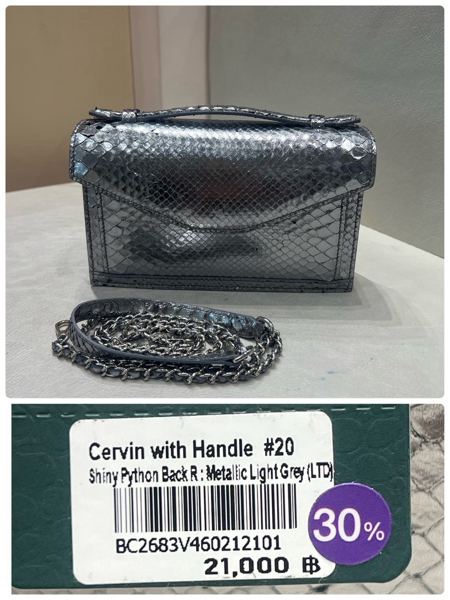 Cervin with Handle #20
Shiny Python Back R : Metallic Light Grey (LTD)
BC2683V460212101
30%
21,000 ฿